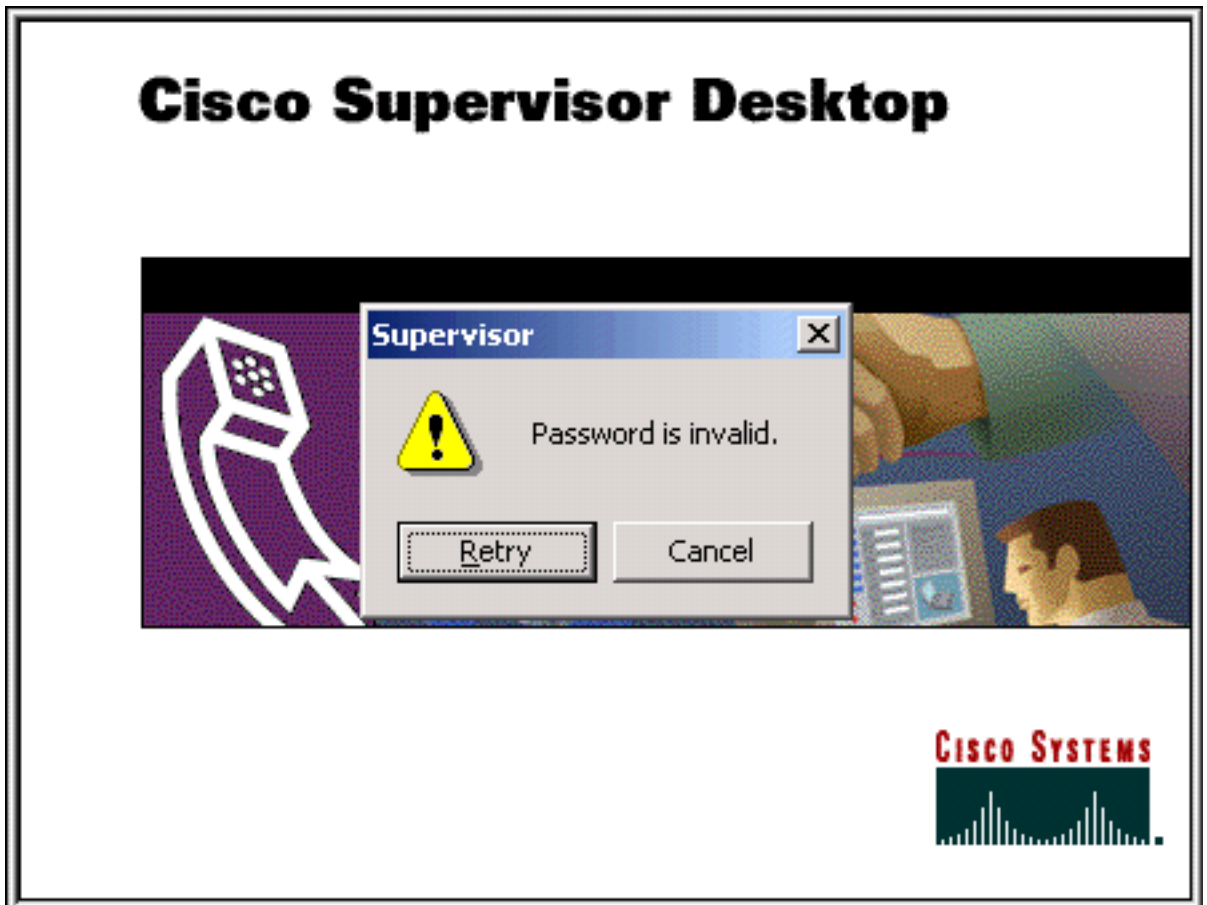 Cisco Supervisor Desktop
Supervisor
Password is invalid.
Retry
Cancel
CISCO SYSTEMS